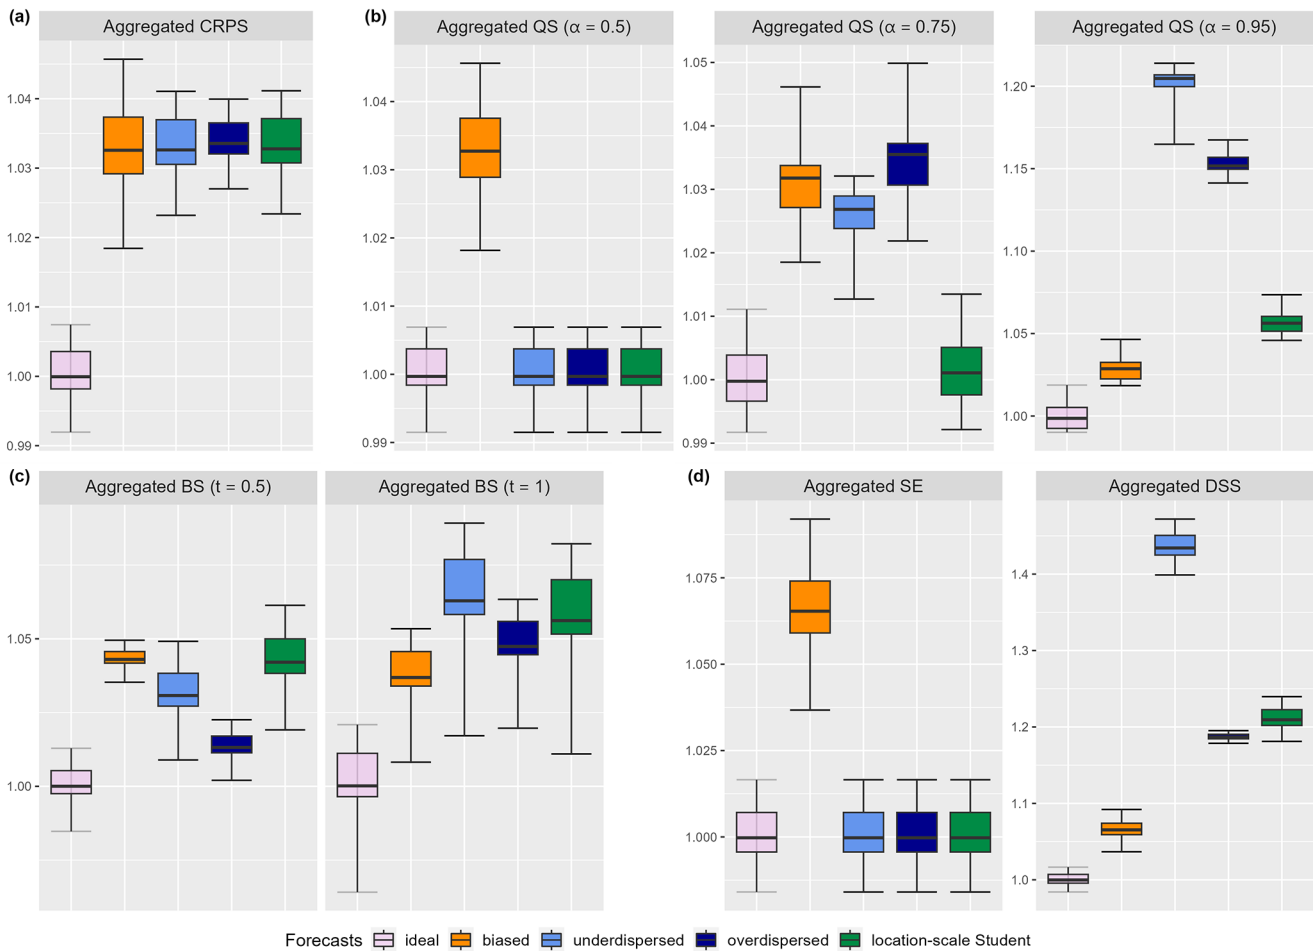 (a)
Aggregated CRPS
1.04
1.03
1.02
1.01
1.00
0.99
(b)
Aggregated QS (α = 0.5)
1.04
1.03
1.02
1.01
1.00
0.99
Aggregated QS (α = 0.75)
1.05
1.04
1.03
1.02
1.01
1.00
0.99
Aggregated QS (α = 0.95)
1.20
1.15
1.10
1.05
1.00
(c)
Aggregated BS (t = 0.5)
Aggregated BS (t = 1)
1.05
1.00
(d)
Aggregated SE
1.075
1.050
1.025
1.000
Aggregated DSS
1.4
1.3
1.2
1.1
1.0
Forecasts ideal biased underdispersed overdispersed location-scale Student